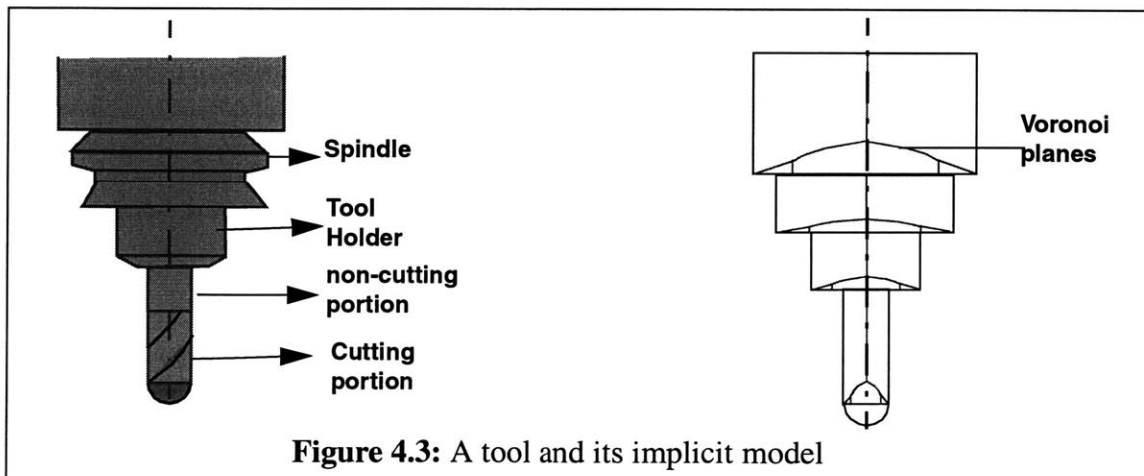 Spindle
Tool
Holder
non-cutting
portion
Cutting
portion
Voronoi
planes
Figure 4.3: A tool and its implicit model